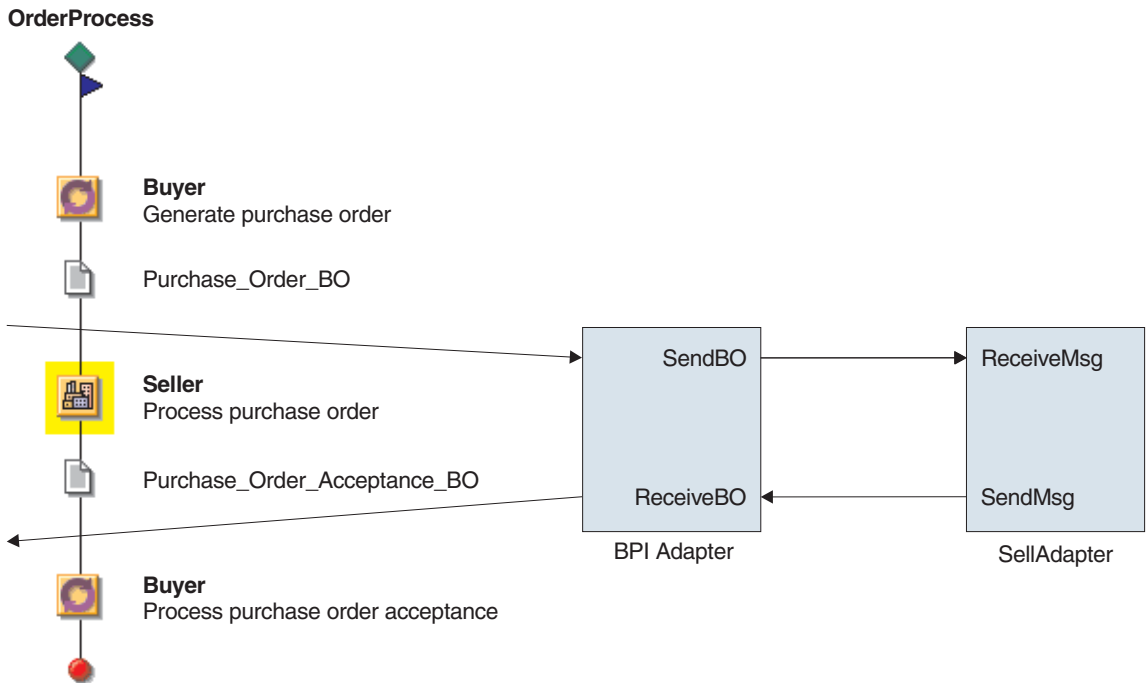 OrderProcess
Buyer
Generate purchase order
Purchase_Order_BO
SendBO
ReceiveMsg
Seller
Process purchase order
Purchase_Order_Acceptance_BO
ReceiveBO
SendMsg
BPI Adapter
SellAdapter
Buyer
Process purchase order acceptance